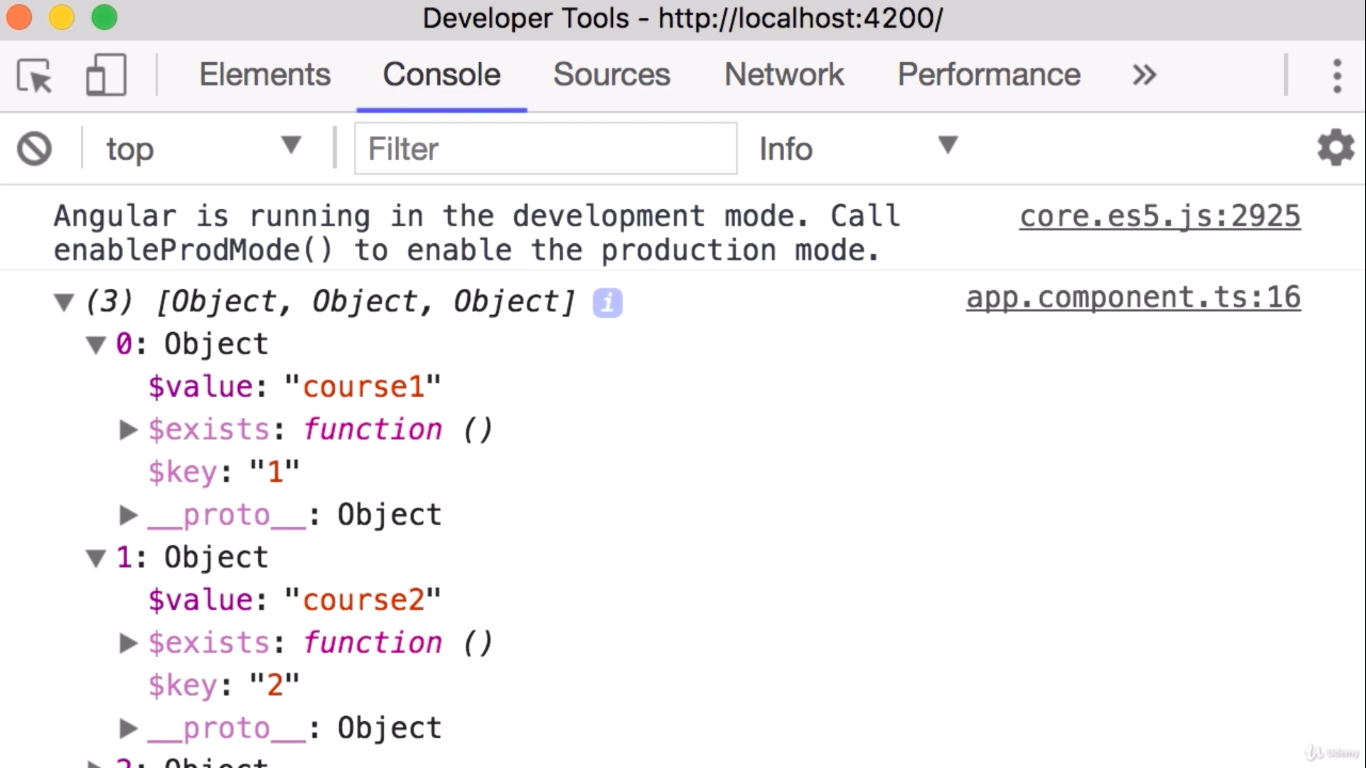 Developer Tools - http://localhost:4200/
Elements Console Sources Network Performance »
top Filter Info
Angular is running in the development mode. Call core.es5.js:2925
enableProdMode() to enable the production mode.
(3) [Object, Object, Object] i app.component.ts:16
0: Object
$value: "course1"
$exists: function ()
$key: "1"
__proto__: Object
1: Object
$value: "course2"
$exists: function ()
$key: "2"
__proto__: Object
2: Object
Udemy